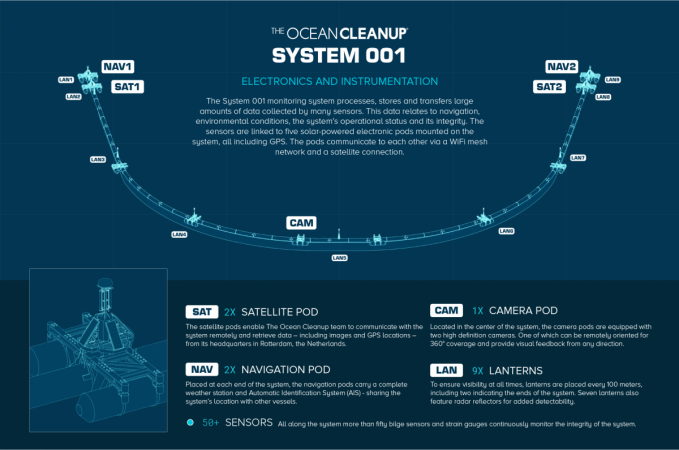 THE OCEAN CLEANUP®
SYSTEM 001
ELECTRONICS AND INSTRUMENTATION
The System 001 monitoring system processes, stores and transfers large
amounts of data collected by many sensors. This data relates to navigation,
environmental conditions, the system's operational status and its integrity. The
sensors are linked to five solar-powered electronic pods mounted on the
system, all including GPS. The pods communicate to each other via a WiFi mesh
network and a satellite connection.
NAV1
LAN1
SAT1
LAN2
NAV2
LAN9
SAT2
LAN8
LAN3
LAN7
LAN4
CAM
LAN6
LAN5
SAT 2X SATELLITE POD
The satellite pods enable The Ocean Cleanup team to communicate with the
system remotely and retrieve data – including images and GPS locations –
from its headquarters in Rotterdam, the Netherlands.
CAM 1X CAMERA POD
Located in the center of the system, the camera pods are equipped with
two high definition cameras. One of which can be remotely oriented for
360° coverage and provide visual feedback from any direction.
NAV 2X NAVIGATION POD
Placed at each end of the system, the navigation pods carry a complete
weather station and Automatic Identification System (AIS) - sharing the
system's location with other vessels.
LAN 9X LANTERNS
To ensure visibility at all times, lanterns are placed every 100 meters,
including two indicating the ends of the system. Seven lanterns also
feature radar reflectors for added detectability.
50+ SENSORS All along the system more than fifty bilge sensors and strain gauges continuously monitor the integrity of the system.